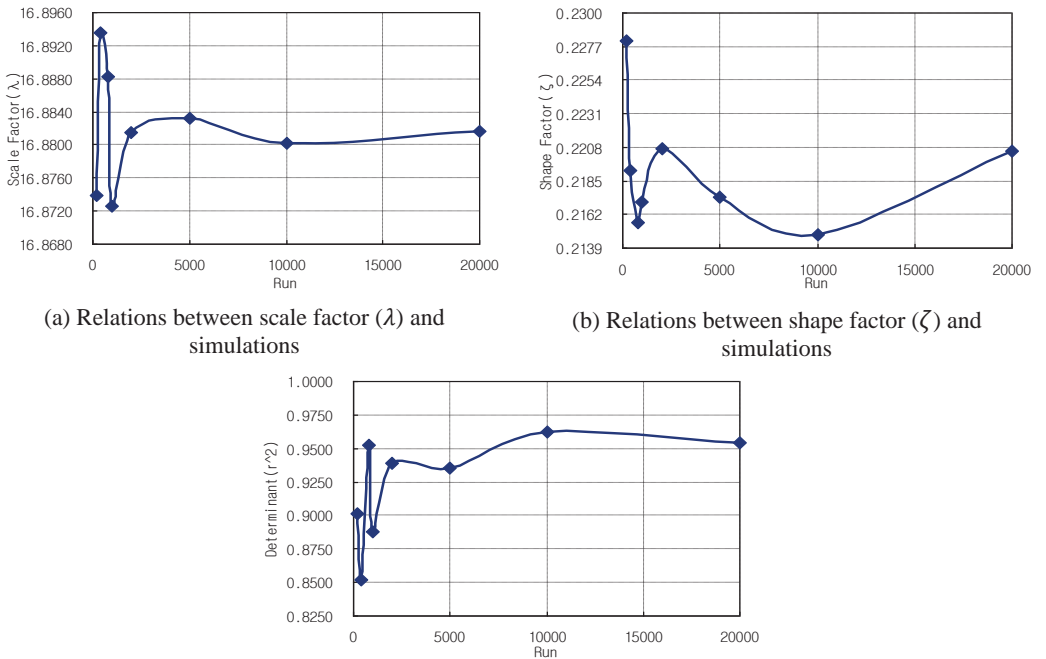 16.8960
16.8920
16.8880
16.8840
16.8800
16.8760
16.8720
16.8680
Scale Factor(λ)
0 5000 10000 15000 20000
Run
0.2300
0.2277
0.2254
0.2231
0.2208
0.2185
0.2162
0.2139
Shape Factor(ζ)
0 5000 10000 15000 20000
Run
(a) Relations between scale factor (λ) and
simulations
(b) Relations between shape factor (ζ) and
simulations
1.0000
0.9750
0.9500
0.9250
0.9000
0.8750
0.8500
0.8250
Determinant(r^2)
0 5000 10000 15000 20000
Run